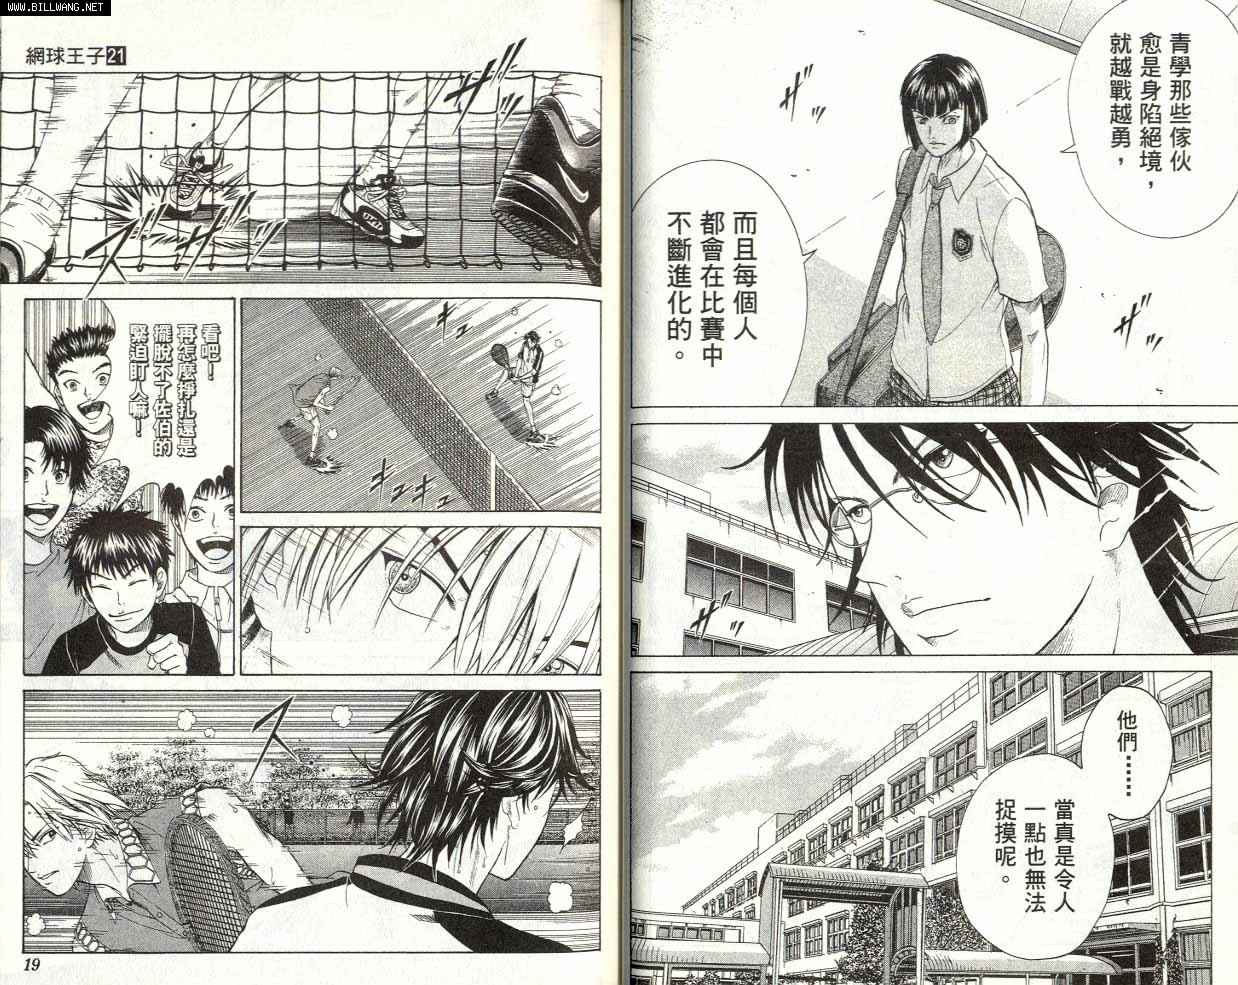 WWW.BILLWANG.NET
青學那些傢伙
愈是身陷絕境，
就越戰越勇，
而且每個人
都會在比賽中
不斷進化的。
他們……
當真是令人
一點也無法
捉摸呢。
網球王子21
看吧！
再怎麼掙扎還是
擺脫不了佐伯的
緊迫盯人嘛！
19